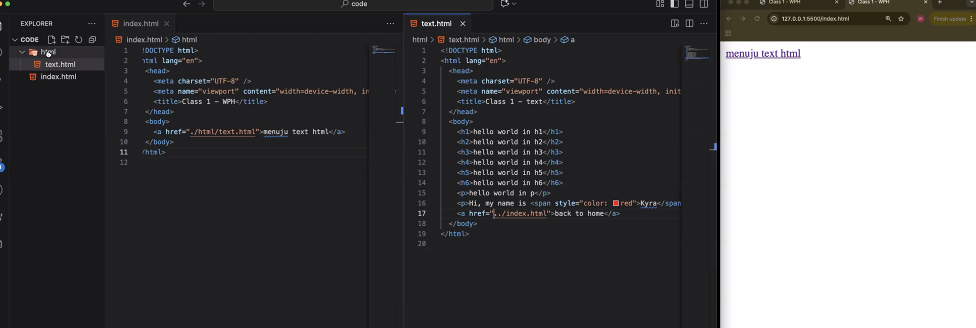 code
EXPLORER
CODE
html
text.html
index.html
index.html
index.html > html
1 !DOCTYPE html>
2 html lang="en">
3 <head>
4 <meta charset="UTF-8" />
5 <meta name="viewport" content="width=device-width, in
6 <title>Class 1 - WPH</title>
7 </head>
8 <body>
9 <a href="./html/text.html">menuju text html</a>
10 </body>
11 /html>
12
text.html
html > text.html > html > body > a
1 <!DOCTYPE html>
2 <html lang="en">
3 <head>
4 <meta charset="UTF-8" />
5 <meta name="viewport" content="width=device-width, init
6 <title>Class 1 - text</title>
7 </head>
8 <body>
9 <h1>hello world in h1</h1>
10 <h2>hello world in h2</h2>
11 <h3>hello world in h3</h3>
12 <h4>hello world in h4</h4>
13 <h5>hello world in h5</h5>
14 <h6>hello world in h6</h6>
15 <p>hello world in p</p>
16 <p>Hi, my name is <span style="color: red">Kyra</span
17 <a href="../index.html">back to home</a>
18 </body>
19 </html>
20
Class 1 - WPH
Class 1 - WPH
127.0.0.1:5500/index.html
Finish update
menuju text html